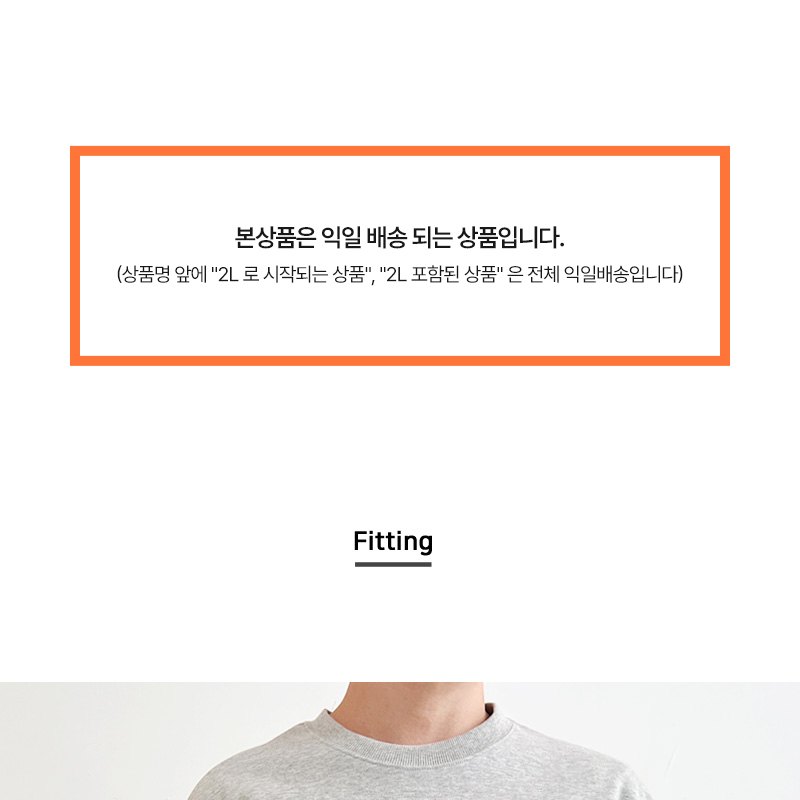 본상품은 익일 배송 되는 상품입니다.
(상품명 앞에 "2L 로 시작되는 상품", "2L 포함된 상품" 은 전체 익일배송입니다)
Fitting